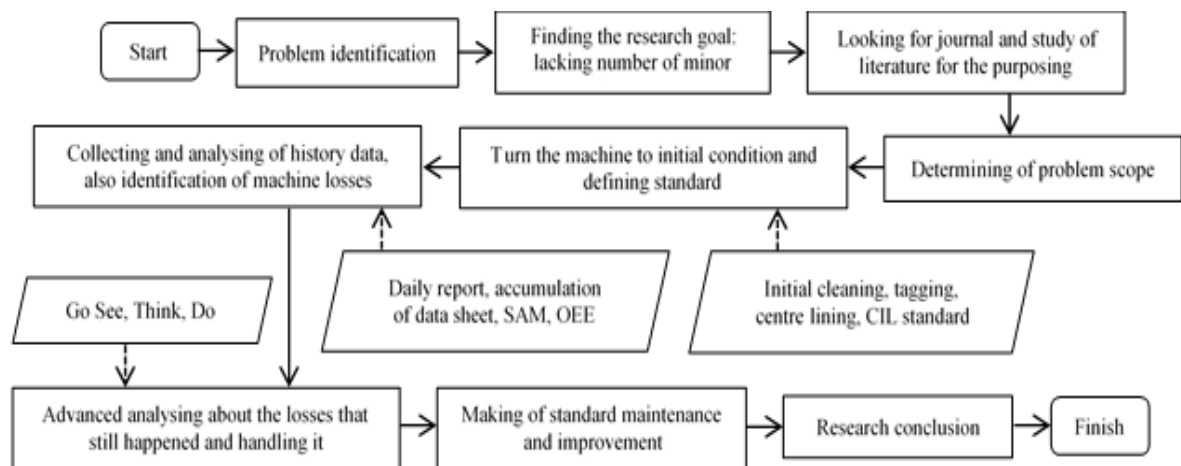 Start
Problem identification
Finding the research goal:
lacking number of minor
Looking for journal and study of
literature for the purposing
Determining of problem scope
Turn the machine to initial condition and
defining standard
Collecting and analysing of history data,
also identification of machine losses
Initial cleaning, tagging,
centre lining, CIL standard
Daily report, accumulation
of data sheet, SAM, OEE
Go See, Think, Do
Advanced analysing about the losses that
still happened and handling it
Making of standard maintenance
and improvement
Research conclusion
Finish